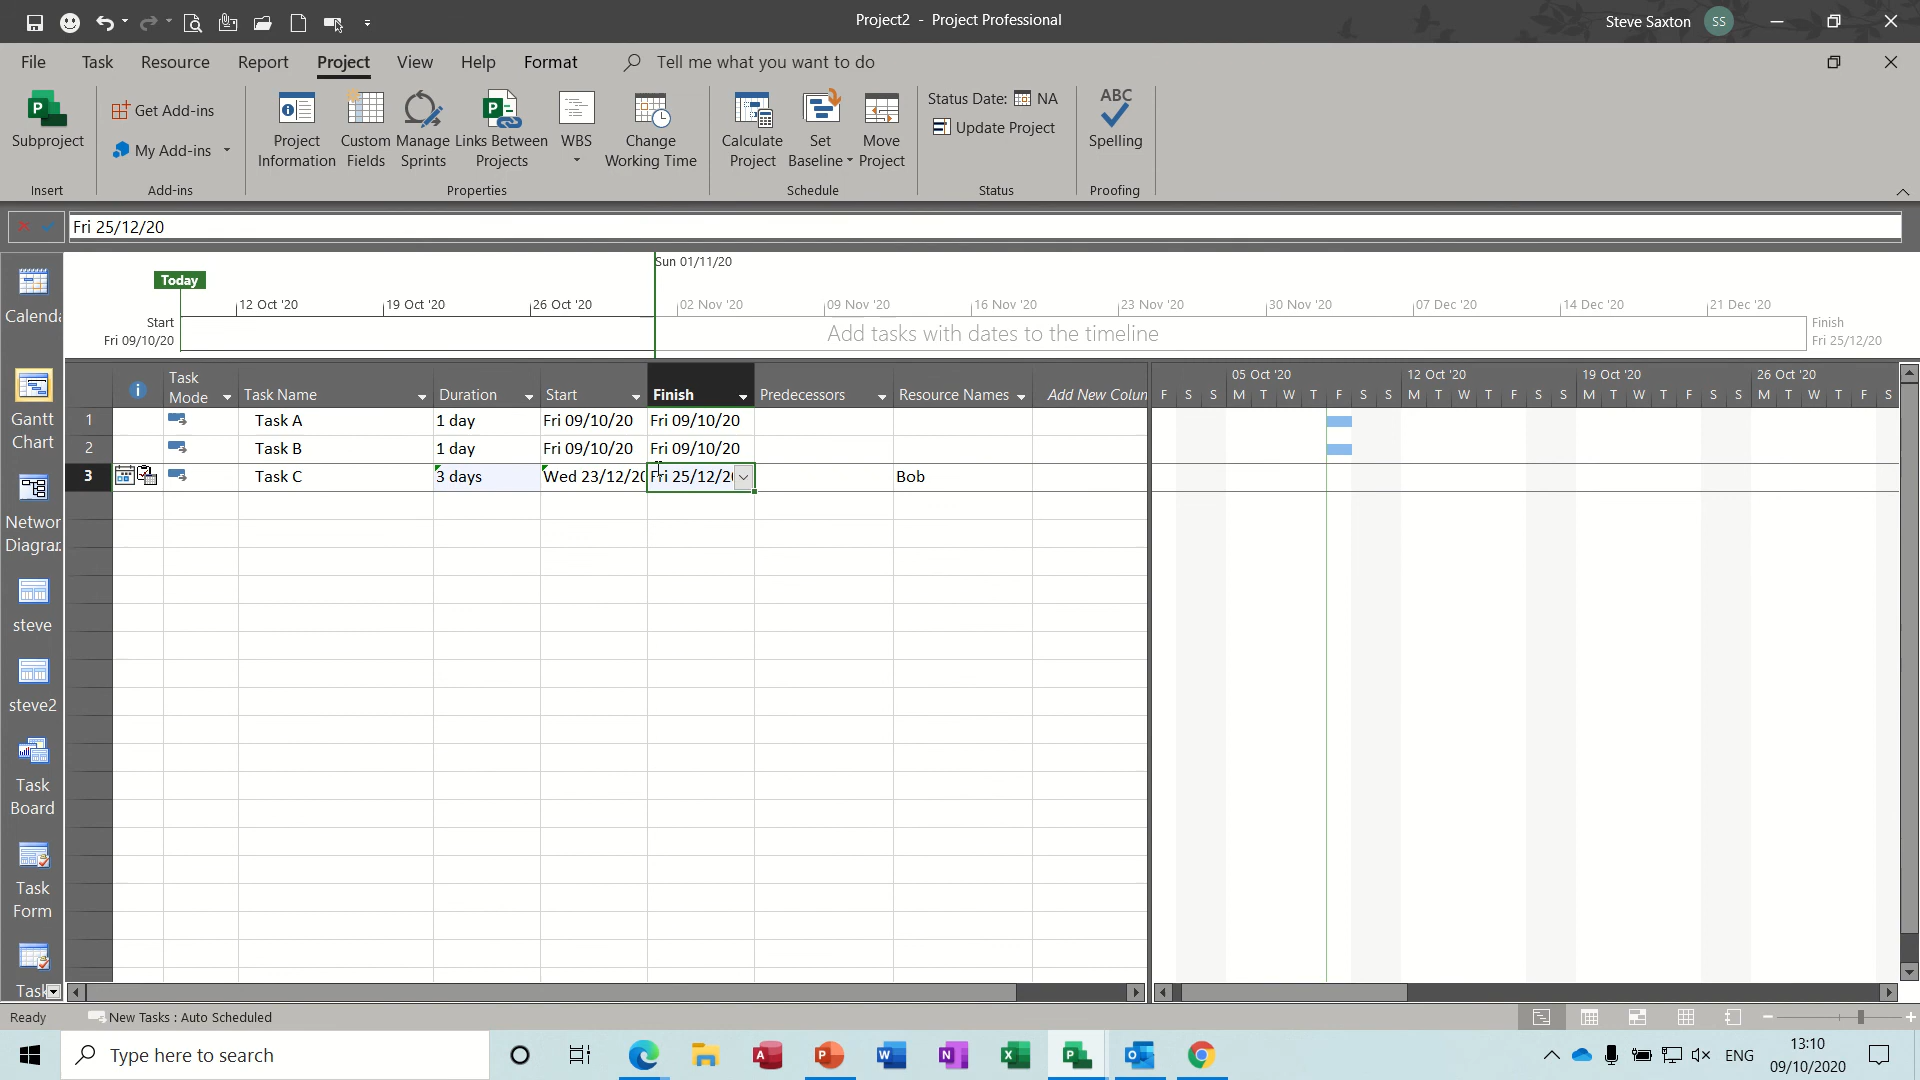 Project2 - Project Professional
Steve Saxton
SS
File
Task
Resource
Report
Project
View
Help
Format
Tell me what you want to do
Subproject
Insert
Get Add-ins
My Add-ins
Add-ins
Project
Information
Custom
Fields
Manage
Sprints
Links Between
Projects
WBS
Change
Working Time
Properties
Calculate
Project
Set
Baseline
Move
Project
Schedule
Status Date:
NA
Update Project
Status
ABC
Spelling
Proofing
Fri 25/12/20
Sun 01/11/20
Today
12 Oct '20
19 Oct '20
26 Oct '20
02 Nov '20
09 Nov '20
16 Nov '20
23 Nov '20
30 Nov '20
07 Dec '20
14 Dec '20
21 Dec '20
Start
Fri 09/10/20
Add tasks with dates to the timeline
Finish
Fri 25/12/20
Calenda
Gantt
Chart
Networ
Diagran
steve
steve2
Task
Board
Task
Form
Task
Task
Mode
Task Name
Duration
Start
Finish
Predecessors
Resource Names
Add New Colun
05 Oct '20
12 Oct '20
19 Oct '20
26 Oct '20
F S S M T W T F S S M T W T F S S M T W T F S S M T W T F S
1 Task A 1 day Fri 09/10/20 Fri 09/10/20
2 Task B 1 day Fri 09/10/20 Fri 09/10/20
3 Task C 3 days Wed 23/12/20 Fri 25/12/20 Bob
Ready
New Tasks : Auto Scheduled
Type here to search
ENG
13:10
09/10/2020